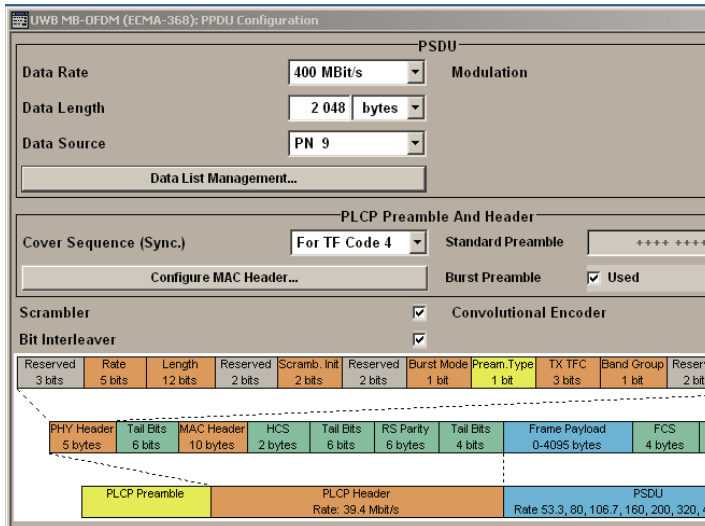 UWB MB-OFDM (ECMA-368): PPDU Configuration
PSDU
Data Rate 400 MBit/s Modulation
Data Length 2 048 bytes
Data Source PN 9
Data List Management...
PLCP Preamble And Header
Cover Sequence (Sync.) For TF Code 4 Standard Preamble ++++ ++++
Configure MAC Header... Burst Preamble Used
Scrambler Convolutional Encoder
Bit Interleaver
Reserved Rate Length Reserved Scramb. Init Reserved Burst Mode Pream.Type TX TFC Band Group Reser
3 bits 5 bits 12 bits 2 bits 2 bits 2 bits 1 bit 1 bit 3 bits 1 bit 2 bit
PHY Header Tail Bits MAC Header HCS Tail Bits RS Parity Tail Bits Frame Payload FCS
5 bytes 6 bits 10 bytes 2 bytes 6 bits 6 bytes 4 bits 0-4095 bytes 4 bytes
PLCP Preamble PLCP Header PSDU
Rate: 39.4 Mbit/s Rate 53.3, 80, 106.7, 160, 200, 320, 4